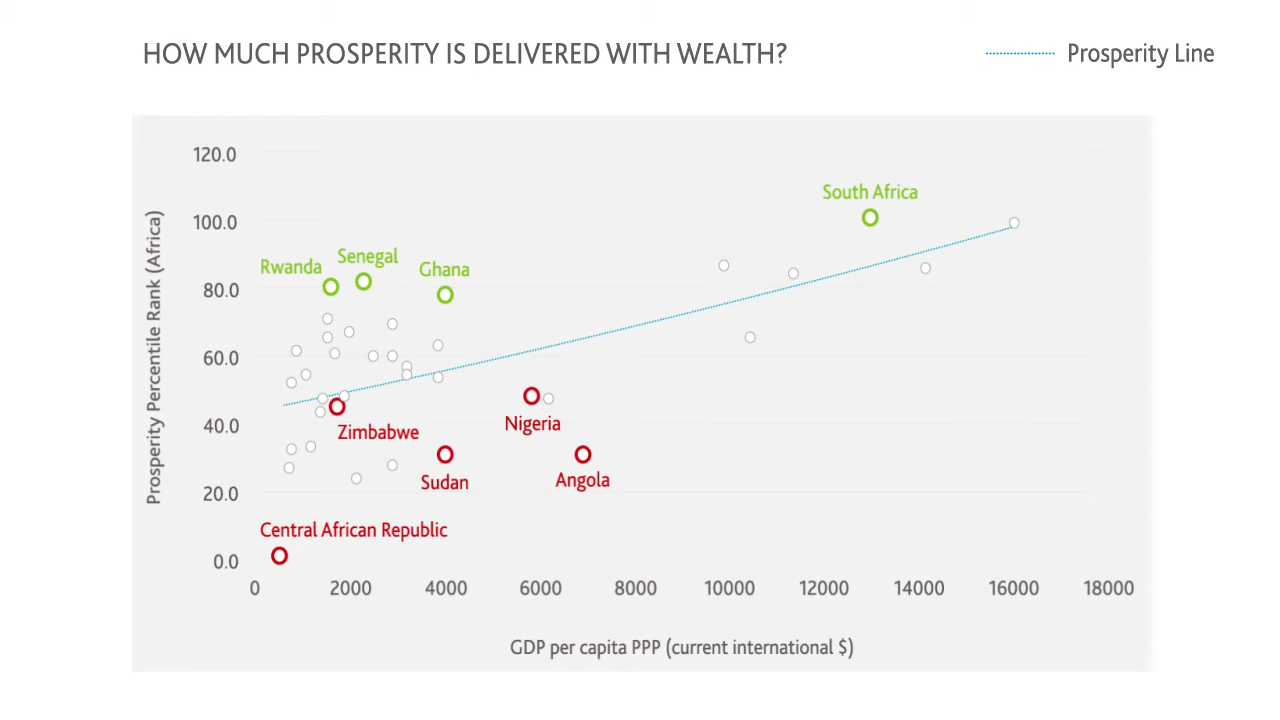 HOW MUCH PROSPERITY IS DELIVERED WITH WEALTH?
Prosperity Line
Prosperity Percentile Rank (Africa)
120.0
100.0
80.0
60.0
40.0
20.0
0.0
South Africa
Rwanda
Senegal
Ghana
Zimbabwe
Nigeria
Sudan
Angola
Central African Republic
0 2000 4000 6000 8000 10000 12000 14000 16000 18000
GDP per capita PPP (current international $)